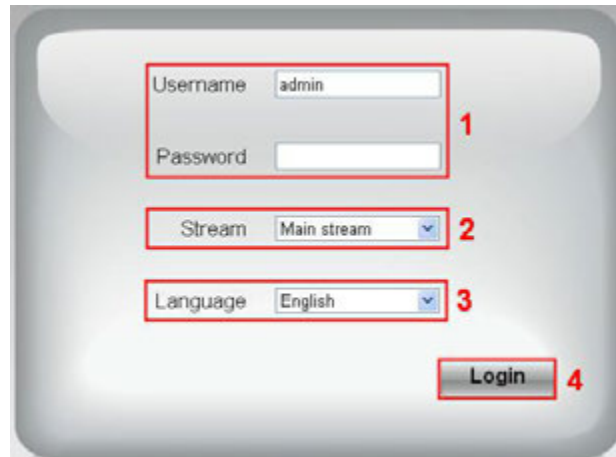 Username admin
1
Password
Stream Main stream 2
Language English 3
Login 4